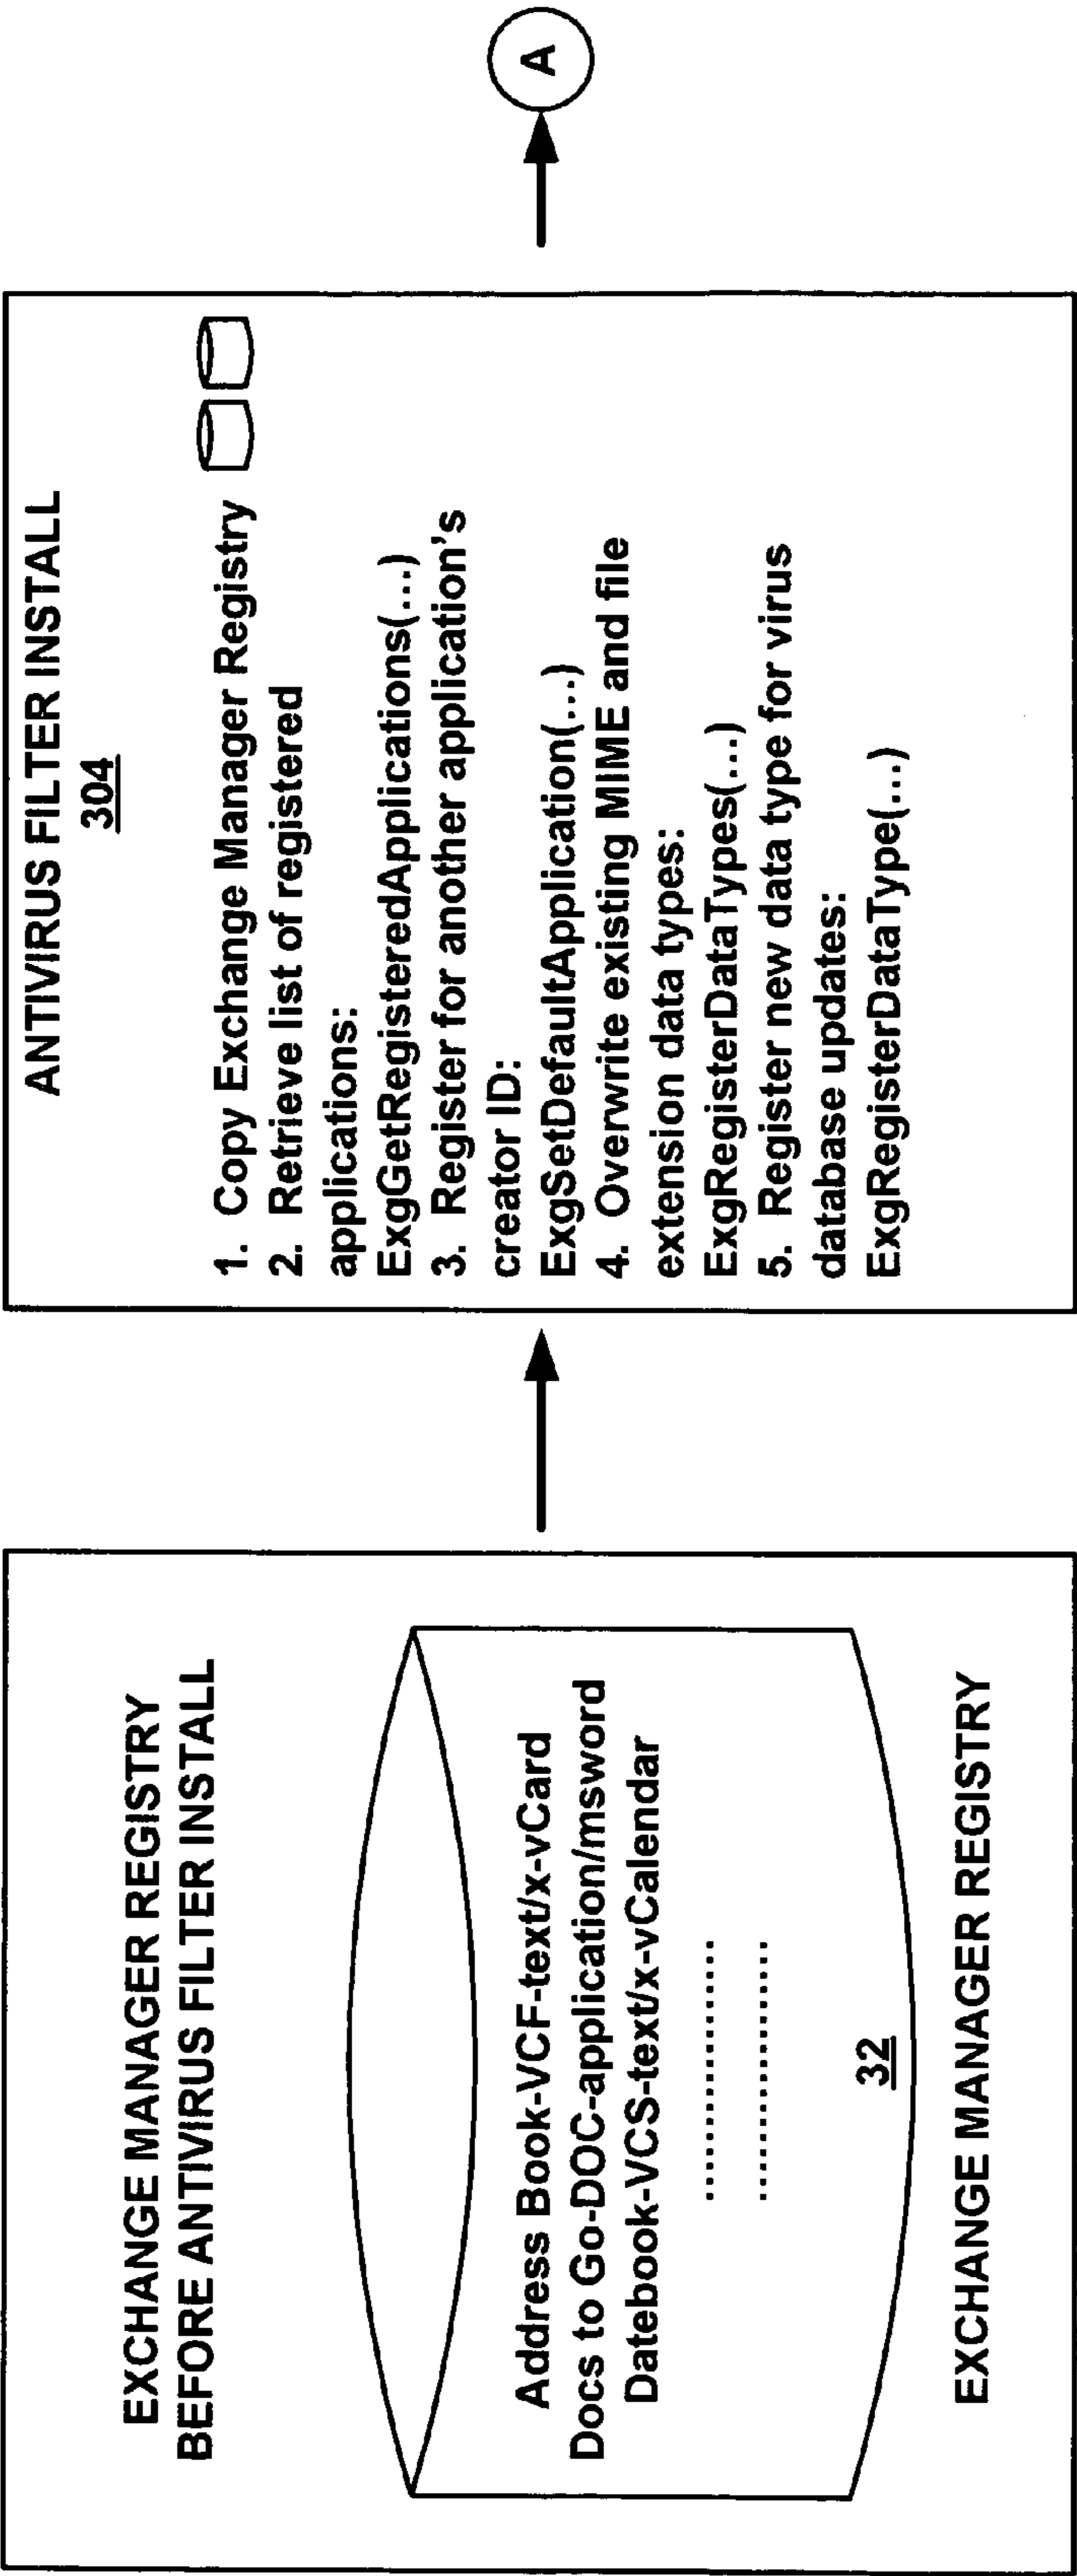 EXCHANGE MANAGER REGISTRY
BEFORE ANTIVIRUS FILTER INSTALL
Address Book-VCF-text/x-vCard
Docs to Go-DOC-application/msword
Datebook-VCS-text/x-vCalendar
....................
....................
32
EXCHANGE MANAGER REGISTRY
ANTIVIRUS FILTER INSTALL
304
1. Copy Exchange Manager Registry
2. Retrieve list of registered
applications:
ExgGetRegisteredApplications(...)
3. Register for another application's
creator ID:
ExgSetDefaultApplication(...)
4. Overwrite existing MIME and file
extension data types:
ExgRegisterDataTypes(...)
5. Register new data type for virus
database updates:
ExgRegisterDataType(...)
A